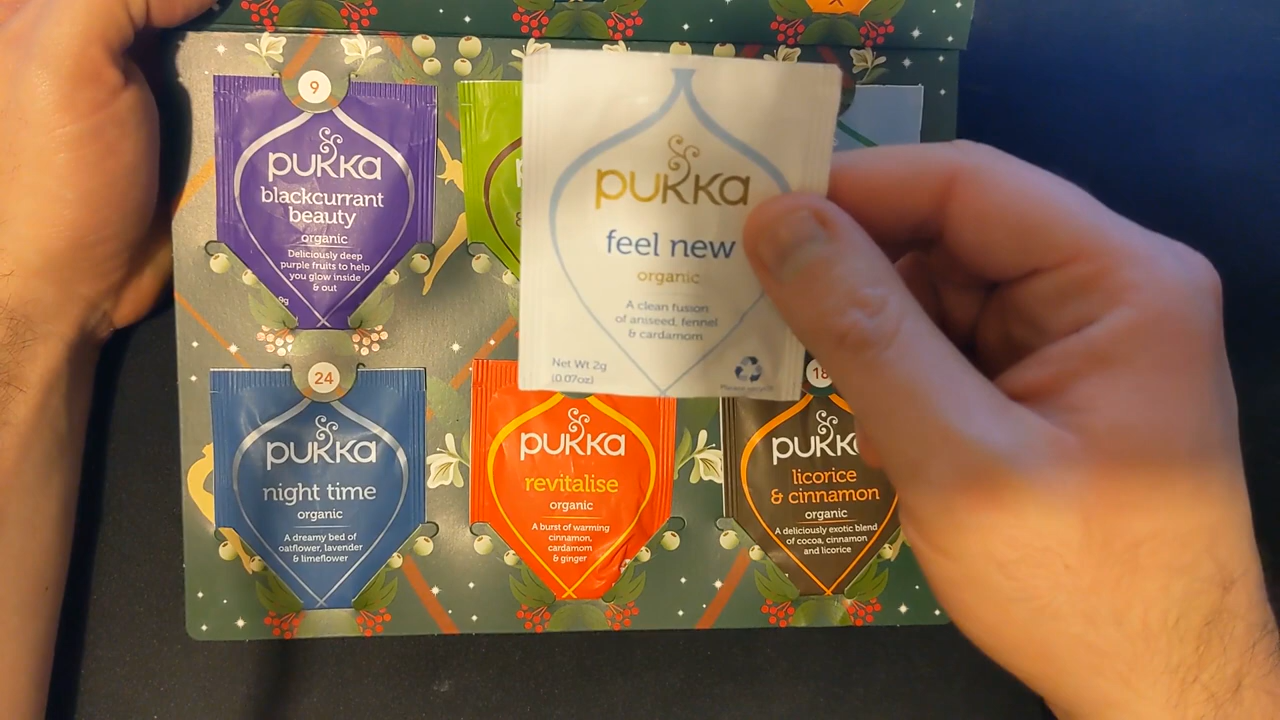 9
pukka
blackcurrant
beauty
organic
Deliciously deep
purple fruits to help
you glow inside
& out
pukka
feel new
organic
A clean fusion
of aniseed, fennel
& cardamom
Net Wt 2g
(0.07oz)
Please recycle
24
pukka
night time
organic
A dreamy bed of
oatflower, lavender
& limeflower
pukka
revitalise
organic
A burst of warming
cinnamon,
cardamom
& ginger
18
pukka
licorice
& cinnamon
organic
A deliciously exotic blend
of cocoa, cinnamon
and licorice